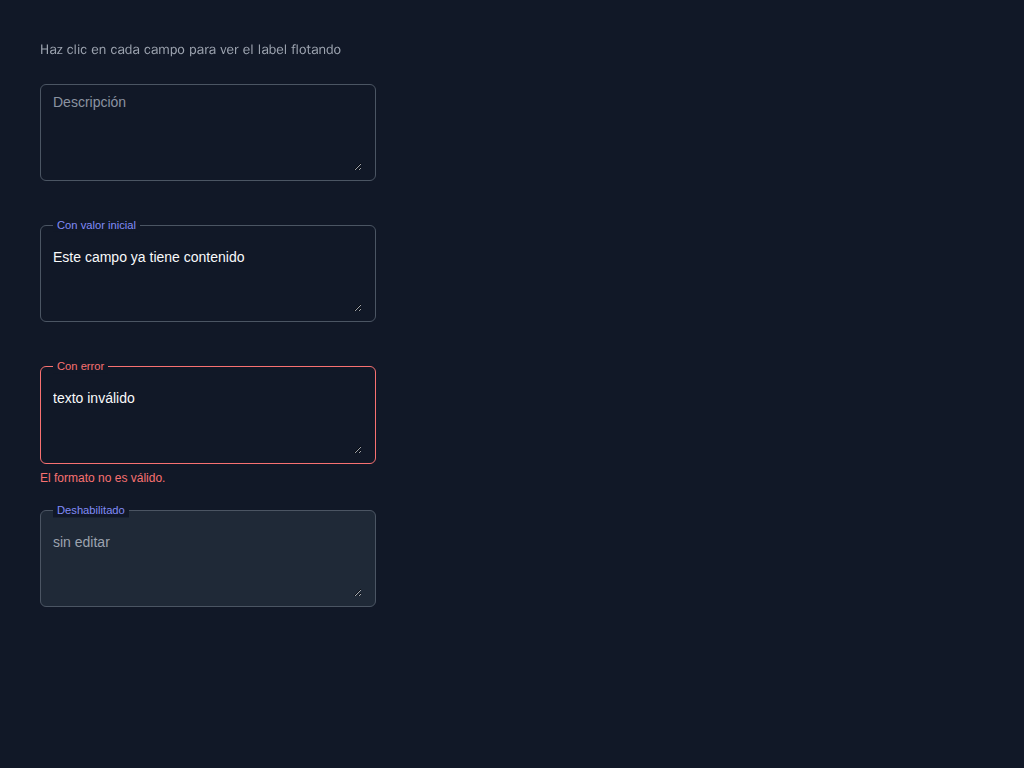 Haz clic en cada campo para ver el label flotando
Descripción
Con valor inicial
Este campo ya tiene contenido
Con error
texto inválido
El formato no es válido.
Deshabilitado
sin editar